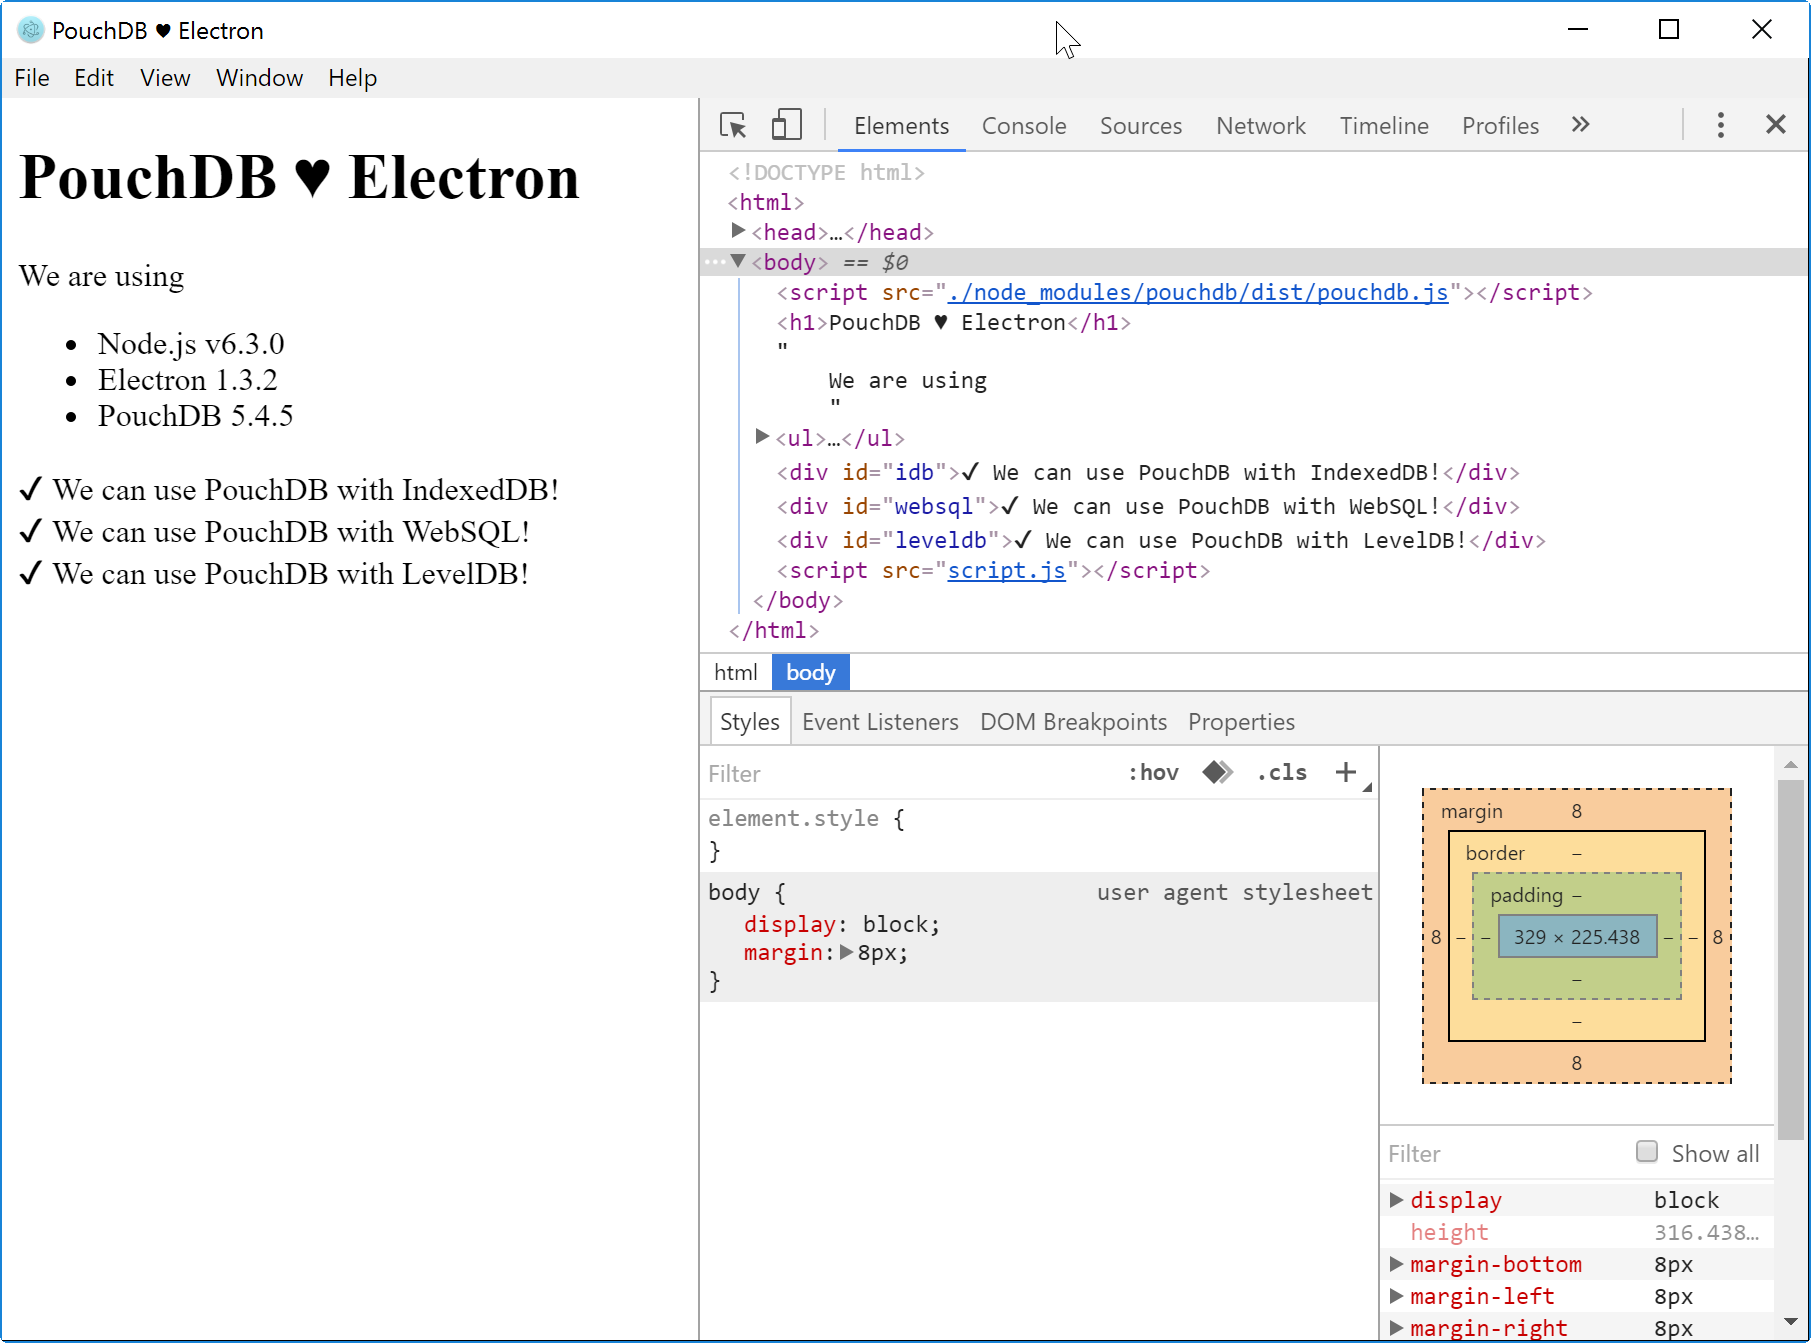 PouchDB ♥ Electron
File Edit View Window Help
PouchDB ♥ Electron
We are using
• Node.js v6.3.0
• Electron 1.3.2
• PouchDB 5.4.5
✔ We can use PouchDB with IndexedDB!
✔ We can use PouchDB with WebSQL!
✔ We can use PouchDB with LevelDB!
Elements Console Sources Network Timeline Profiles »
<!DOCTYPE html>
<html>
▶<head>…</head>
…▼<body> == $0
<script src="./node_modules/pouchdb/dist/pouchdb.js"></script>
<h1>PouchDB ♥ Electron</h1>
"
We are using
"
▶<ul>…</ul>
<div id="idb">✔ We can use PouchDB with IndexedDB!</div>
<div id="websql">✔ We can use PouchDB with WebSQL!</div>
<div id="leveldb">✔ We can use PouchDB with LevelDB!</div>
<script src="script.js"></script>
</body>
</html>
html body
Styles Event Listeners DOM Breakpoints Properties
Filter :hov .cls +
element.style {
}
body { user agent stylesheet
display: block;
margin:▶8px;
}
margin 8
border –
padding –
8 – – 329 × 225.438 – – 8
–
–
8
Filter Show all
▶display block
height 316.438…
▶margin-bottom 8px
▶margin-left 8px
▶margin-right 8px